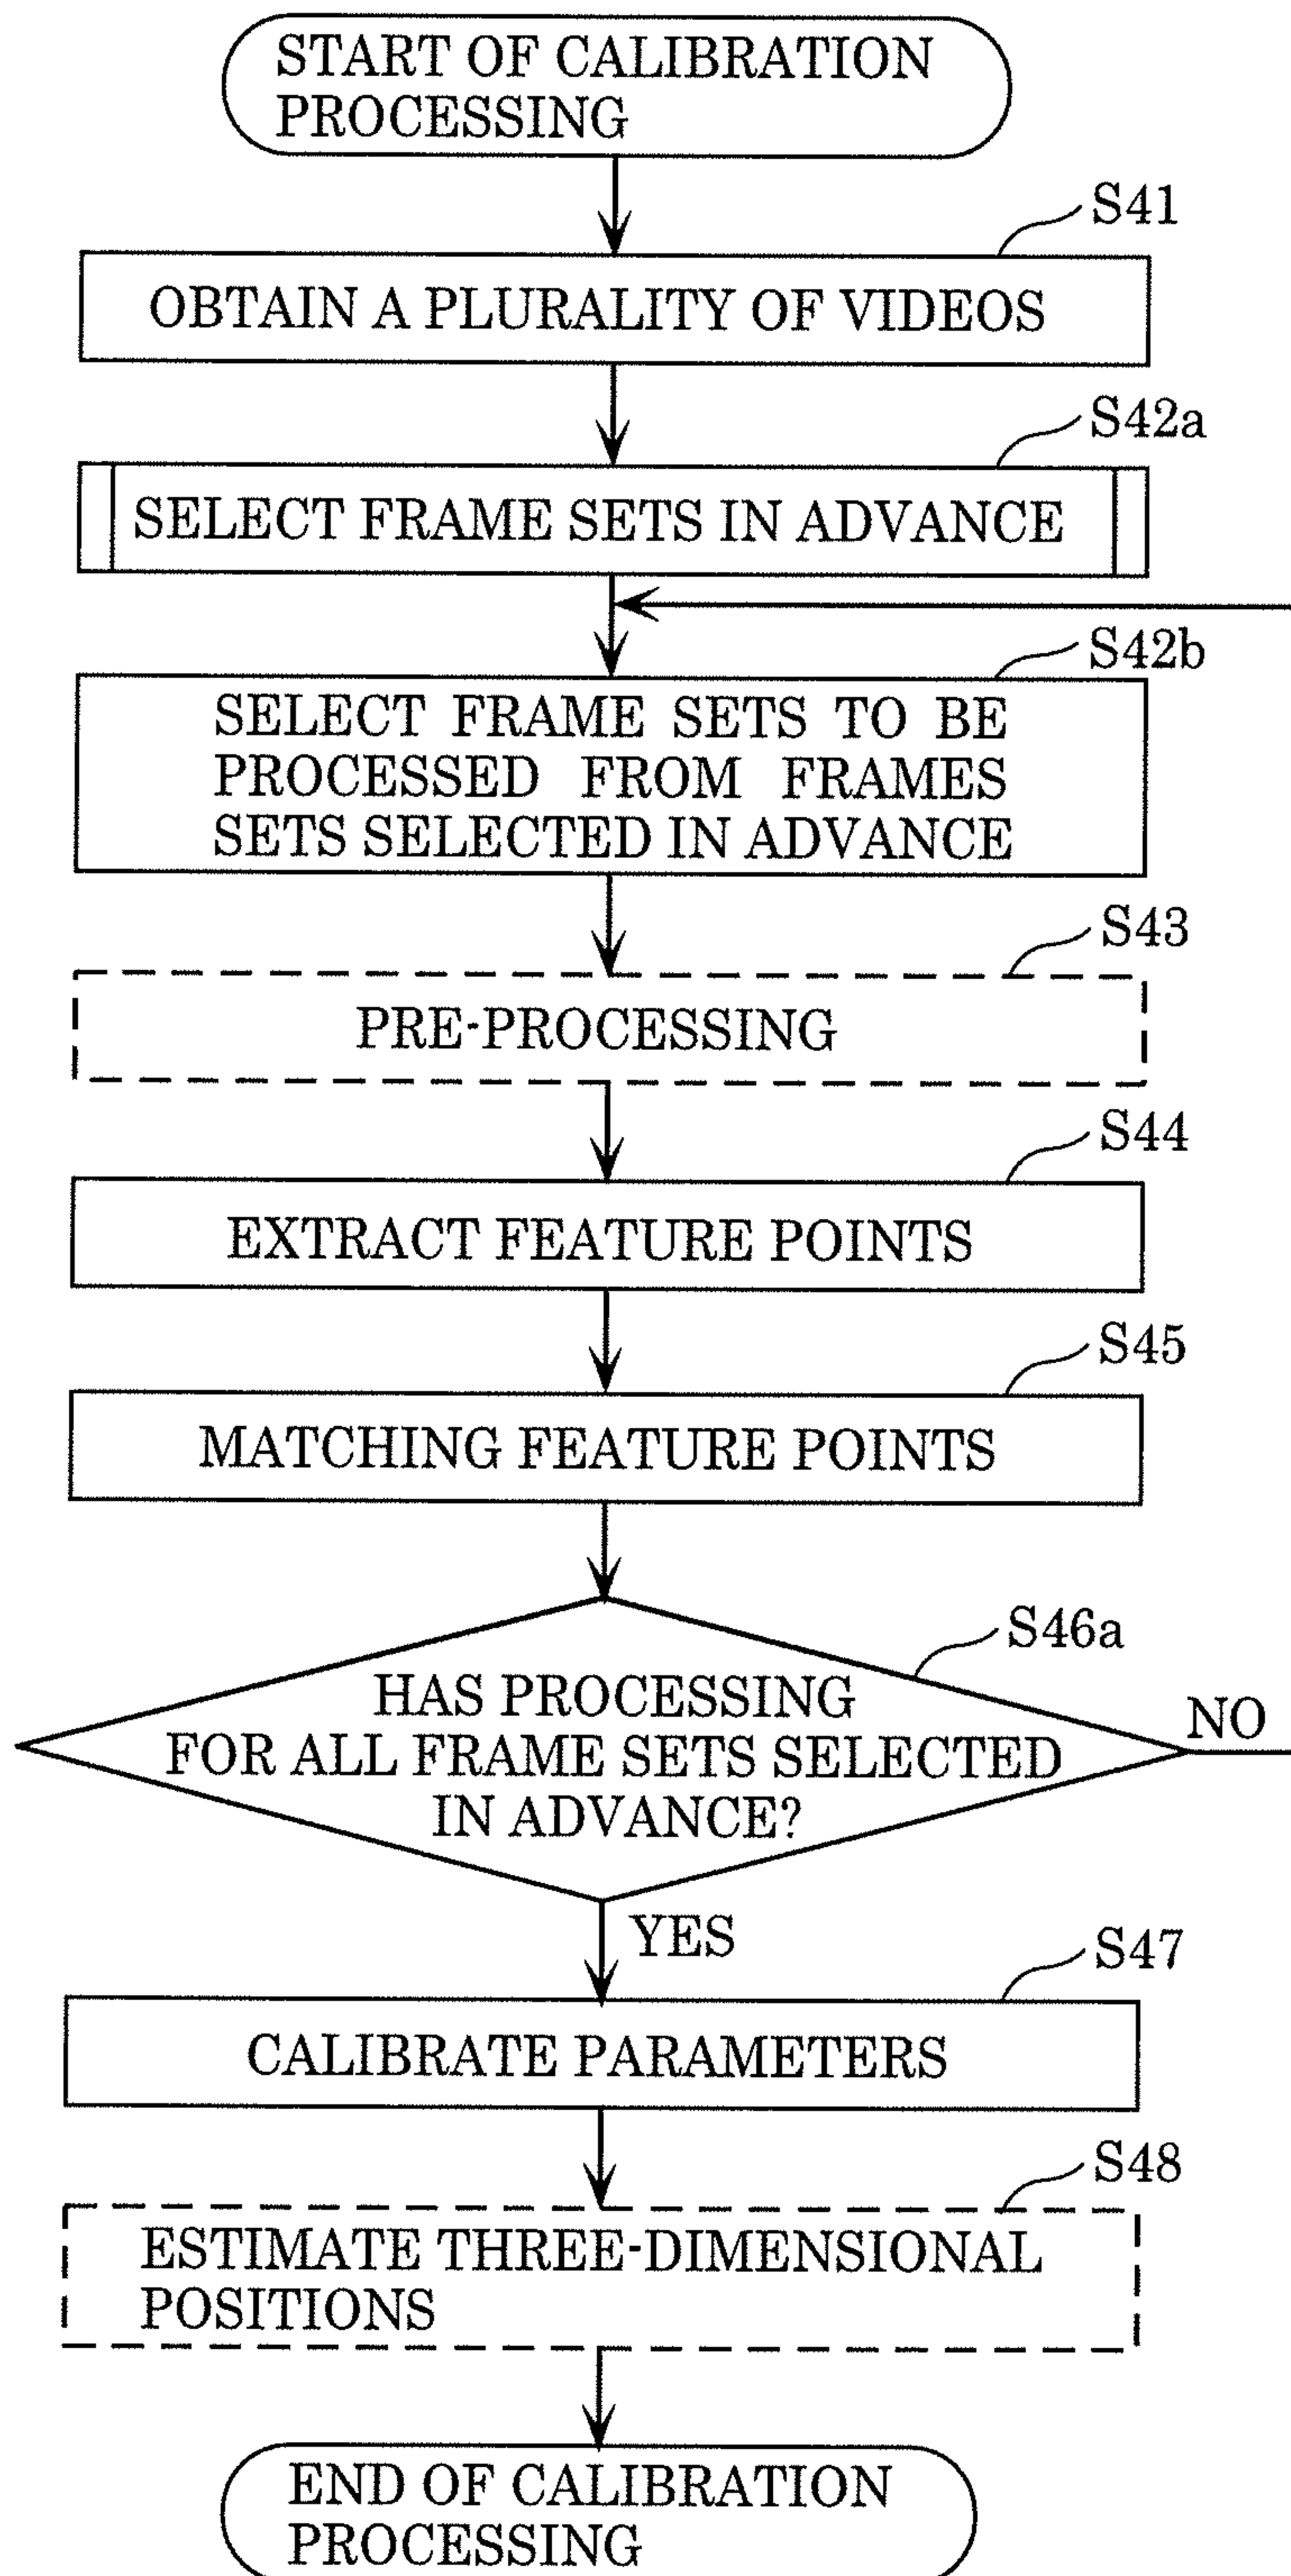 START OF CALIBRATION
PROCESSING
S41
OBTAIN A PLURALITY OF VIDEOS
S42a
SELECT FRAME SETS IN ADVANCE
S42b
SELECT FRAME SETS TO BE
PROCESSED FROM FRAMES
SETS SELECTED IN ADVANCE
S43
PRE-PROCESSING
S44
EXTRACT FEATURE POINTS
S45
MATCHING FEATURE POINTS
S46a
HAS PROCESSING
FOR ALL FRAME SETS SELECTED
IN ADVANCE?
NO
YES
S47
CALIBRATE PARAMETERS
S48
ESTIMATE THREE-DIMENSIONAL
POSITIONS
END OF CALIBRATION
PROCESSING